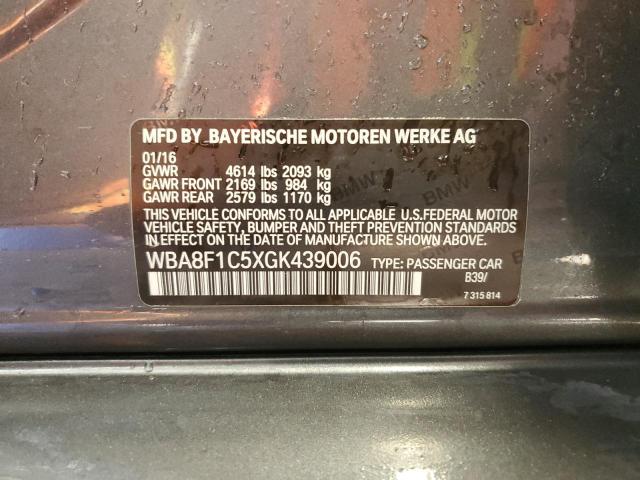 MFD BY BAYERISCHE MOTOREN WERKE AG
01/16
GVWR 4614 lbs 2093 kg
GAWR FRONT 2169 lbs 984 kg
GAWR REAR 2579 lbs 1170 kg
THIS VEHICLE CONFORMS TO ALL APPLICABLE U.S.FEDERAL MOTOR
VEHICLE SAFETY, BUMPER AND THEFT PREVENTION STANDARDS
IN EFFECT ON THE DATE OF MANUFACTURE SHOWN ABOVE.
WBA8F1C5XGK439006 TYPE: PASSENGER CAR
B39/
7 315 814
BMW
BMW